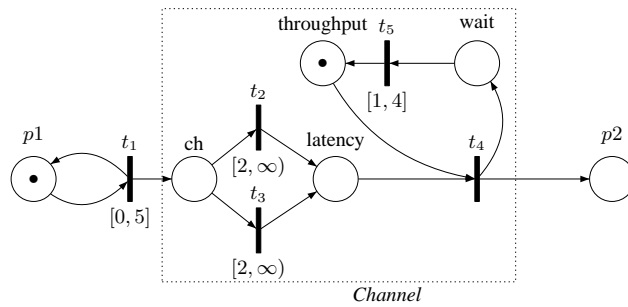 throughput t5 wait
[1, 4]
t2
p1 t1 ch [2, ∞) latency t4 p2
t3
[0, 5]
[2, ∞)
Channel